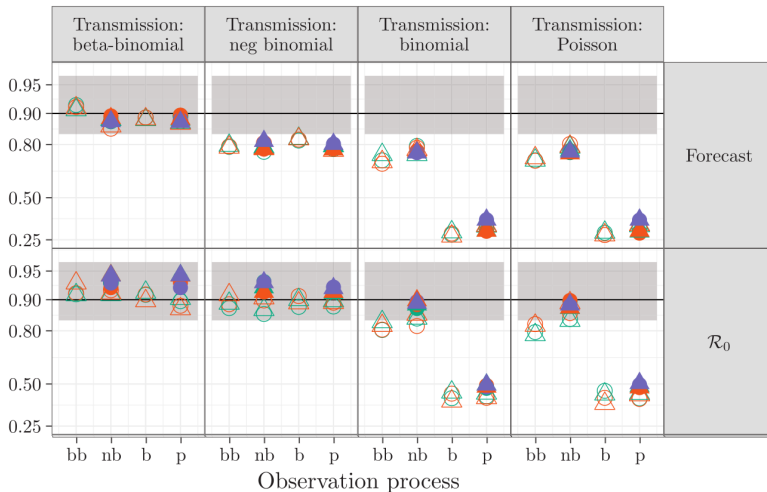 Transmission: beta-binomial
Transmission: neg binomial
Transmission: binomial
Transmission: Poisson
0.95
0.90
0.80
0.50
0.25
Forecast
0.95
0.90
0.80
0.50
0.25
R₀
bb nb b p bb nb b p bb nb b p bb nb b p
Observation process